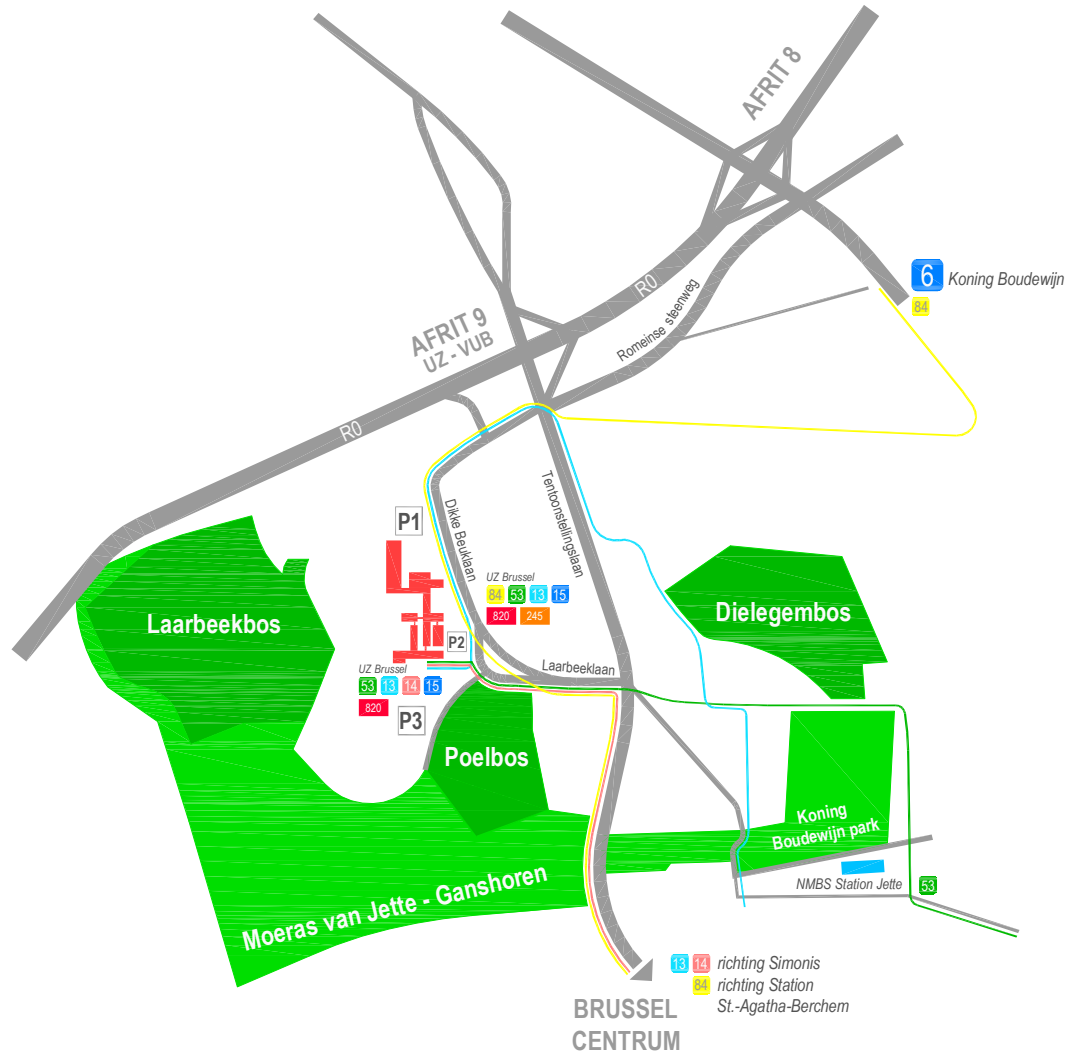 AFRIT 8
6 Koning Boudewijn
84
R0
Romeinse steenweg
AFRIT 9
UZ - VUB
R0
Dikke Beuklaan
Tentoonstellingslaan
P1
UZ Brussel
84 53 13 15
820 245
Laarbeekbos
Dielegembos
P2
Laarbeeklaan
UZ Brussel
53 13 14 15
820
P3
Poelbos
Koning
Boudewijn park
NMBS Station Jette 53
Moeras van Jette - Ganshoren
13 14 richting Simonis
84 richting Station
St.-Agatha-Berchem
BRUSSEL
CENTRUM